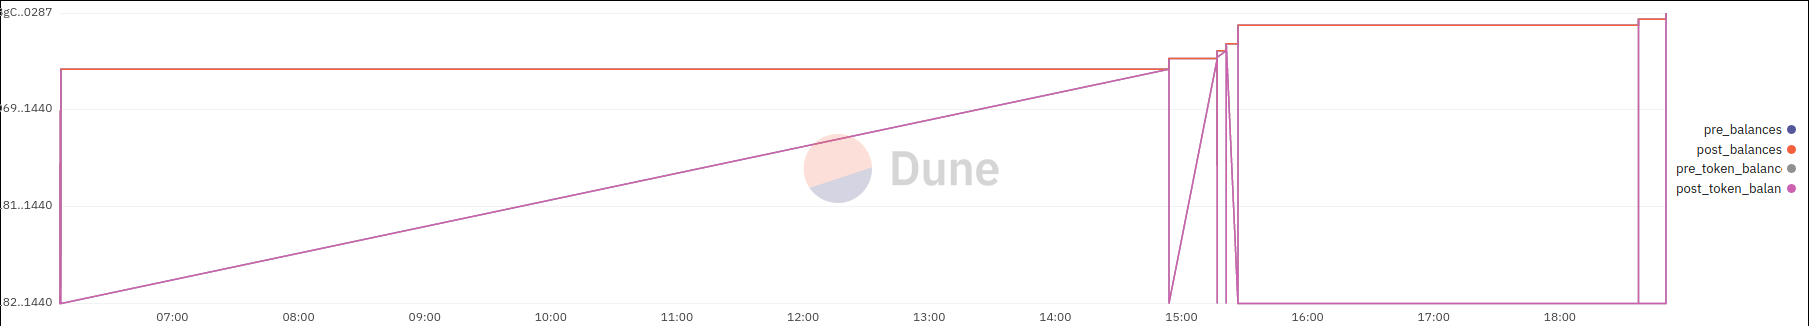 gC..0287
69..1440
81..1440
82..1440
07:00 08:00 09:00 10:00 11:00 12:00 13:00 14:00 15:00 16:00 17:00 18:00
Dune
pre_balances
post_balances
pre_token_balanc
post_token_balan